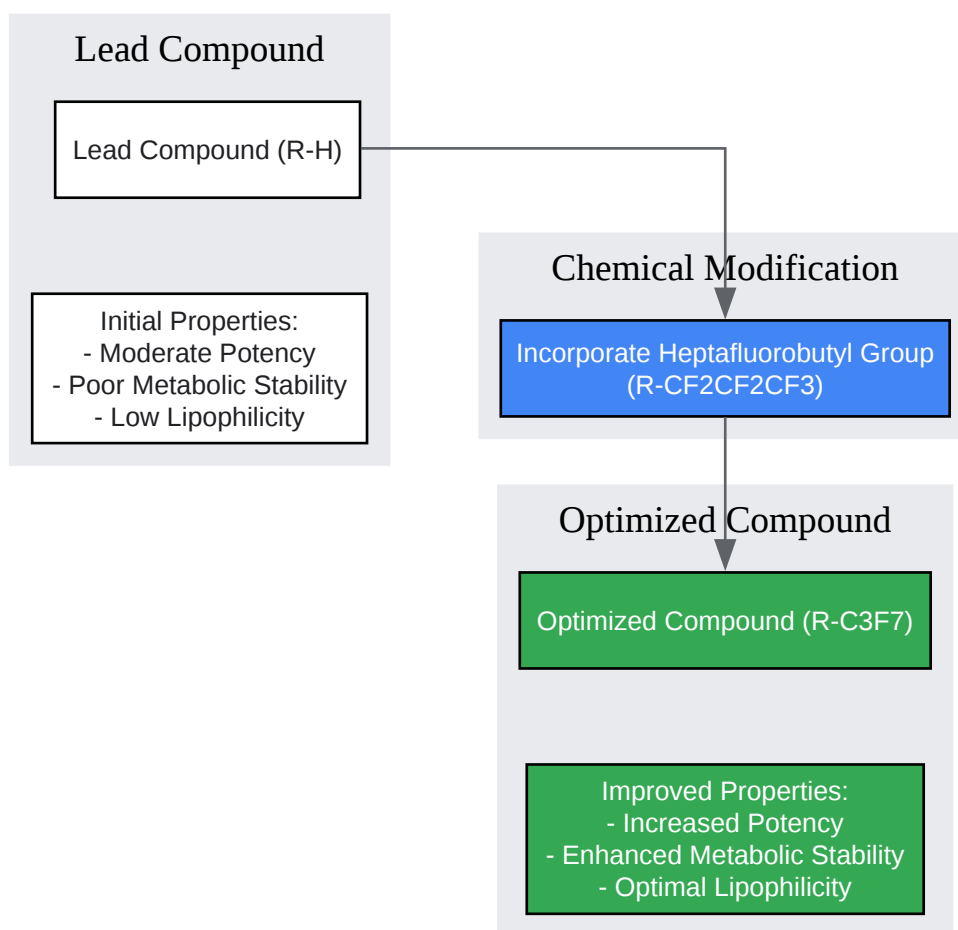 Lead Compound
Lead Compound (R-H)
Initial Properties:
- Moderate Potency
- Poor Metabolic Stability
- Low Lipophilicity
Chemical Modification
Incorporate Heptafluorobutyl Group
(R-CF2CF2CF3)
Optimized Compound
Optimized Compound (R-C3F7)
Improved Properties:
- Increased Potency
- Enhanced Metabolic Stability
- Optimal Lipophilicity